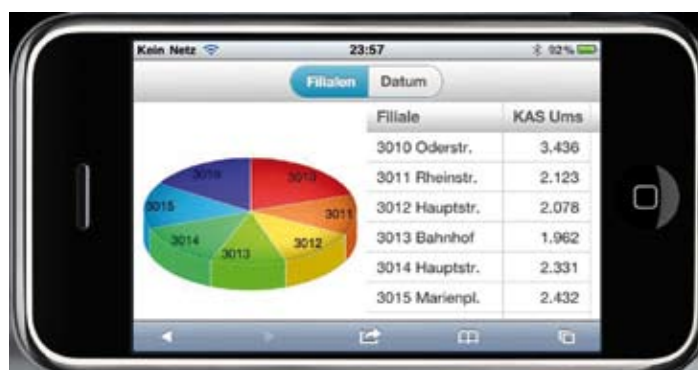 Kein Netz 23:57 92%
Filialen Datum
Filiale KAS Ums
3010 Oderstr. 3.436
3011 Rheinstr. 2.123
3012 Hauptstr. 2.078
3013 Bahnhof 1.962
3014 Hauptstr. 2.331
3015 Marienpl. 2.432
3016
3010
3015
3011
3014
3012
3013